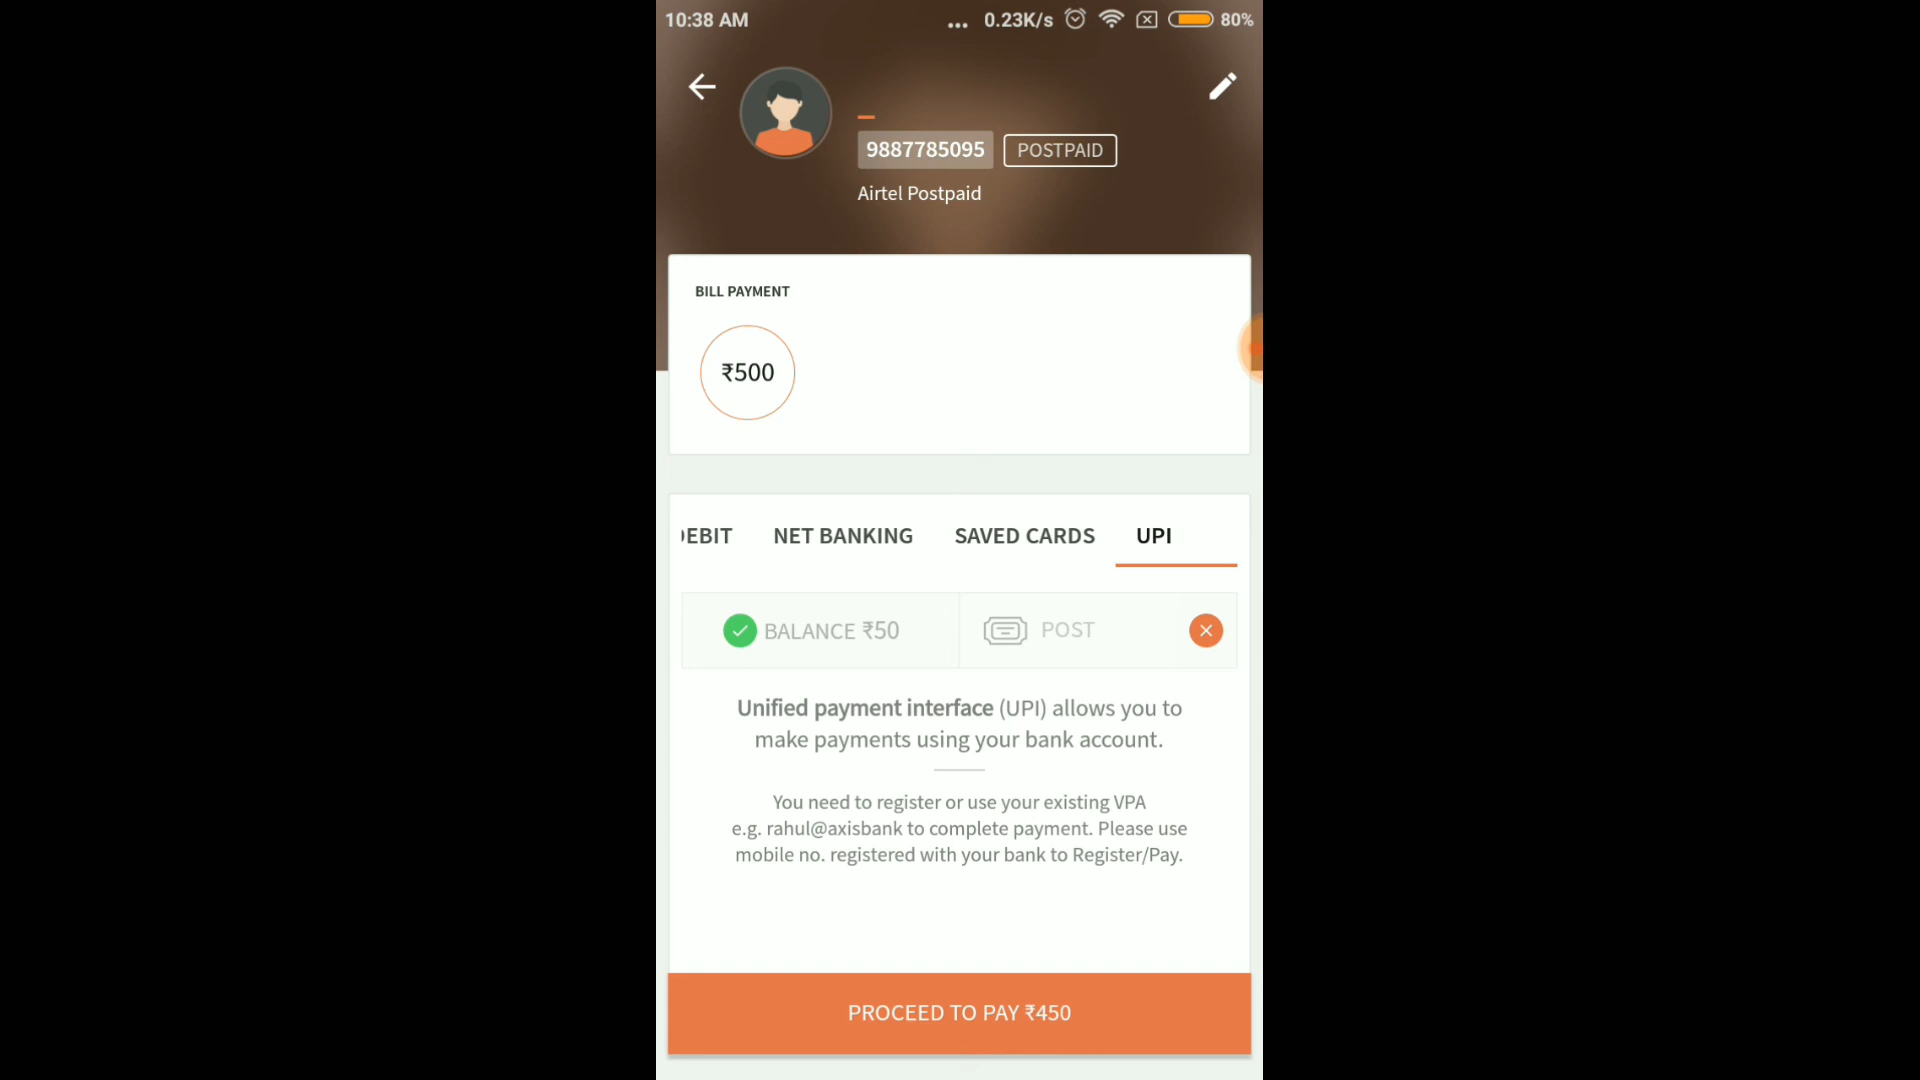 10:38 AM
... 0.23K/s 80%
9887785095 POSTPAID
Airtel Postpaid
BILL PAYMENT
₹500
DEBIT NET BANKING SAVED CARDS UPI
BALANCE ₹50 POST
Unified payment interface (UPI) allows you to
make payments using your bank account.
You need to register or use your existing VPA
e.g. rahul@axisbank to complete payment. Please use
mobile no. registered with your bank to Register/Pay.
PROCEED TO PAY ₹450